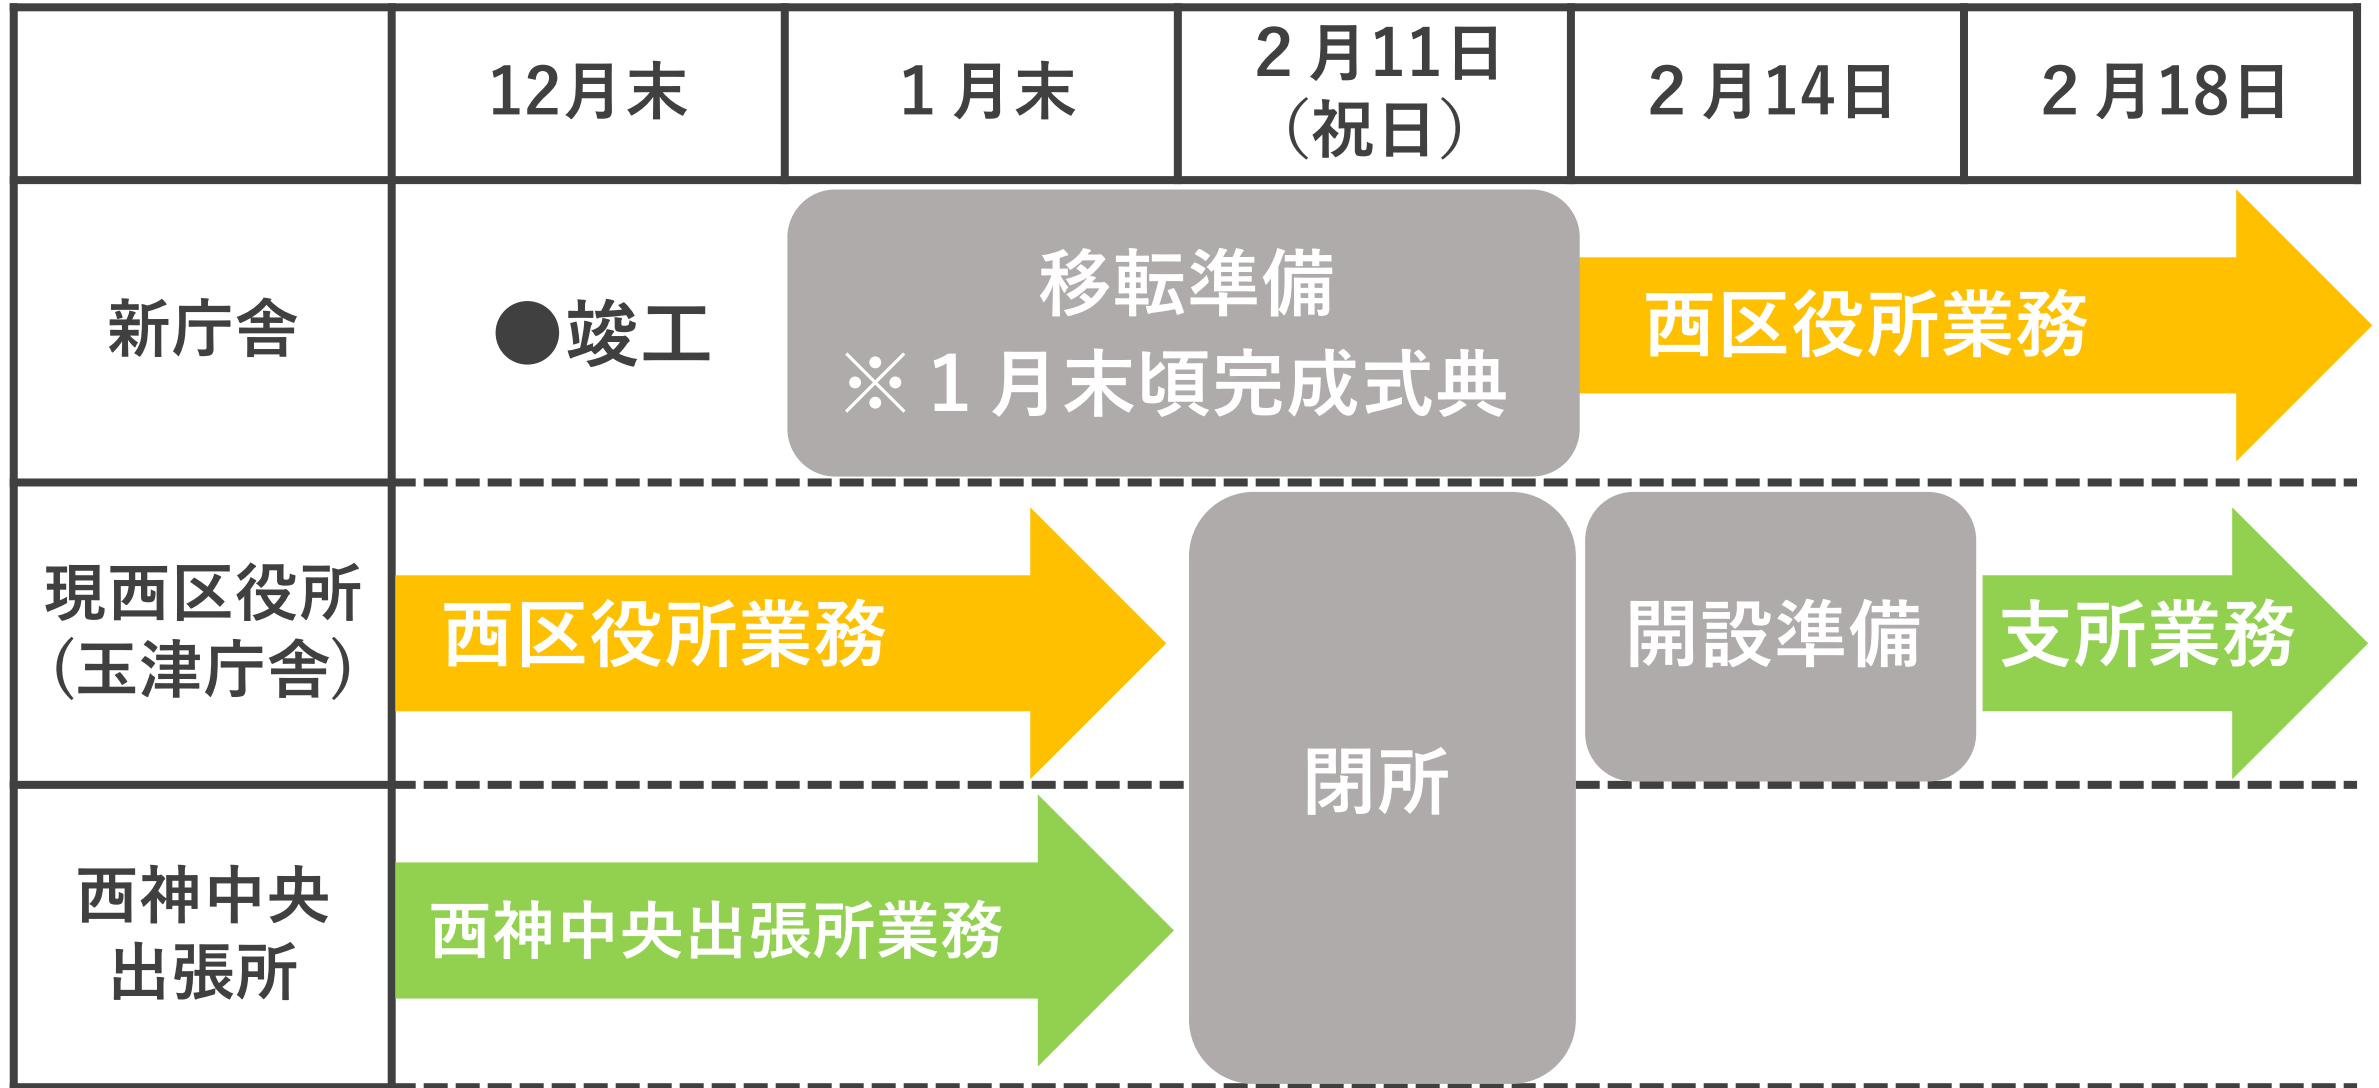 12月末
1 月末
2 月11日
（祝日）
2 月14日
2 月18日
新庁舎
●竣工
移転準備
※１月末頃完成式典
西区役所業務
現西区役所
（玉津庁舎）
西区役所業務
閉所
開設準備
支所業務
西神中央
出張所
西神中央出張所業務